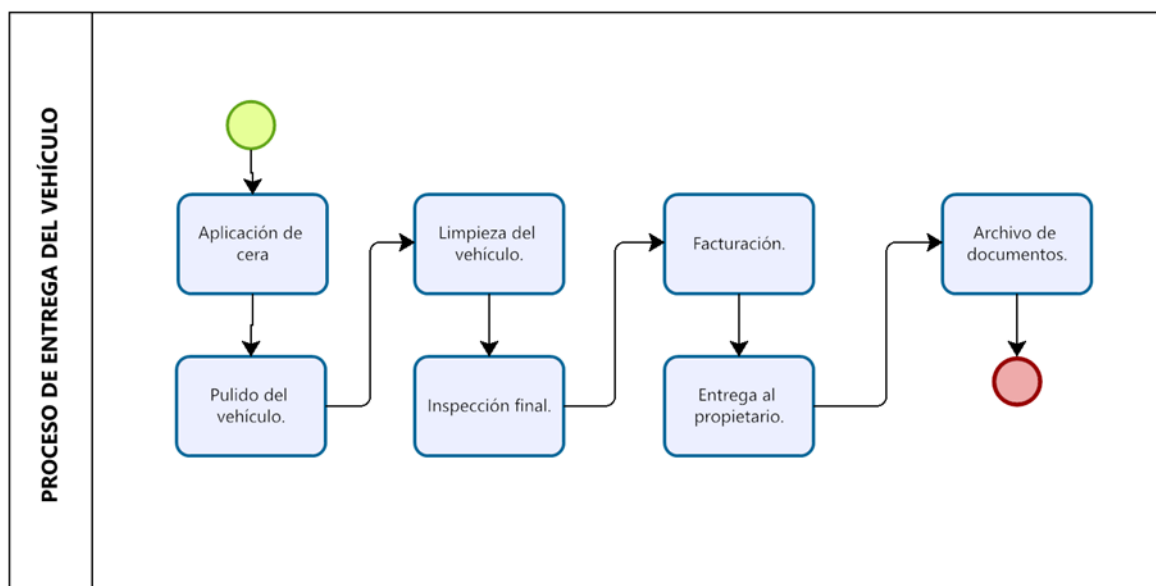 PROCESO DE ENTREGA DEL VEHÍCULO
Aplicación de
cera
Pulido del
vehículo.
Limpieza del
vehículo.
Inspección final.
Facturación.
Entrega al
propietario.
Archivo de
documentos.